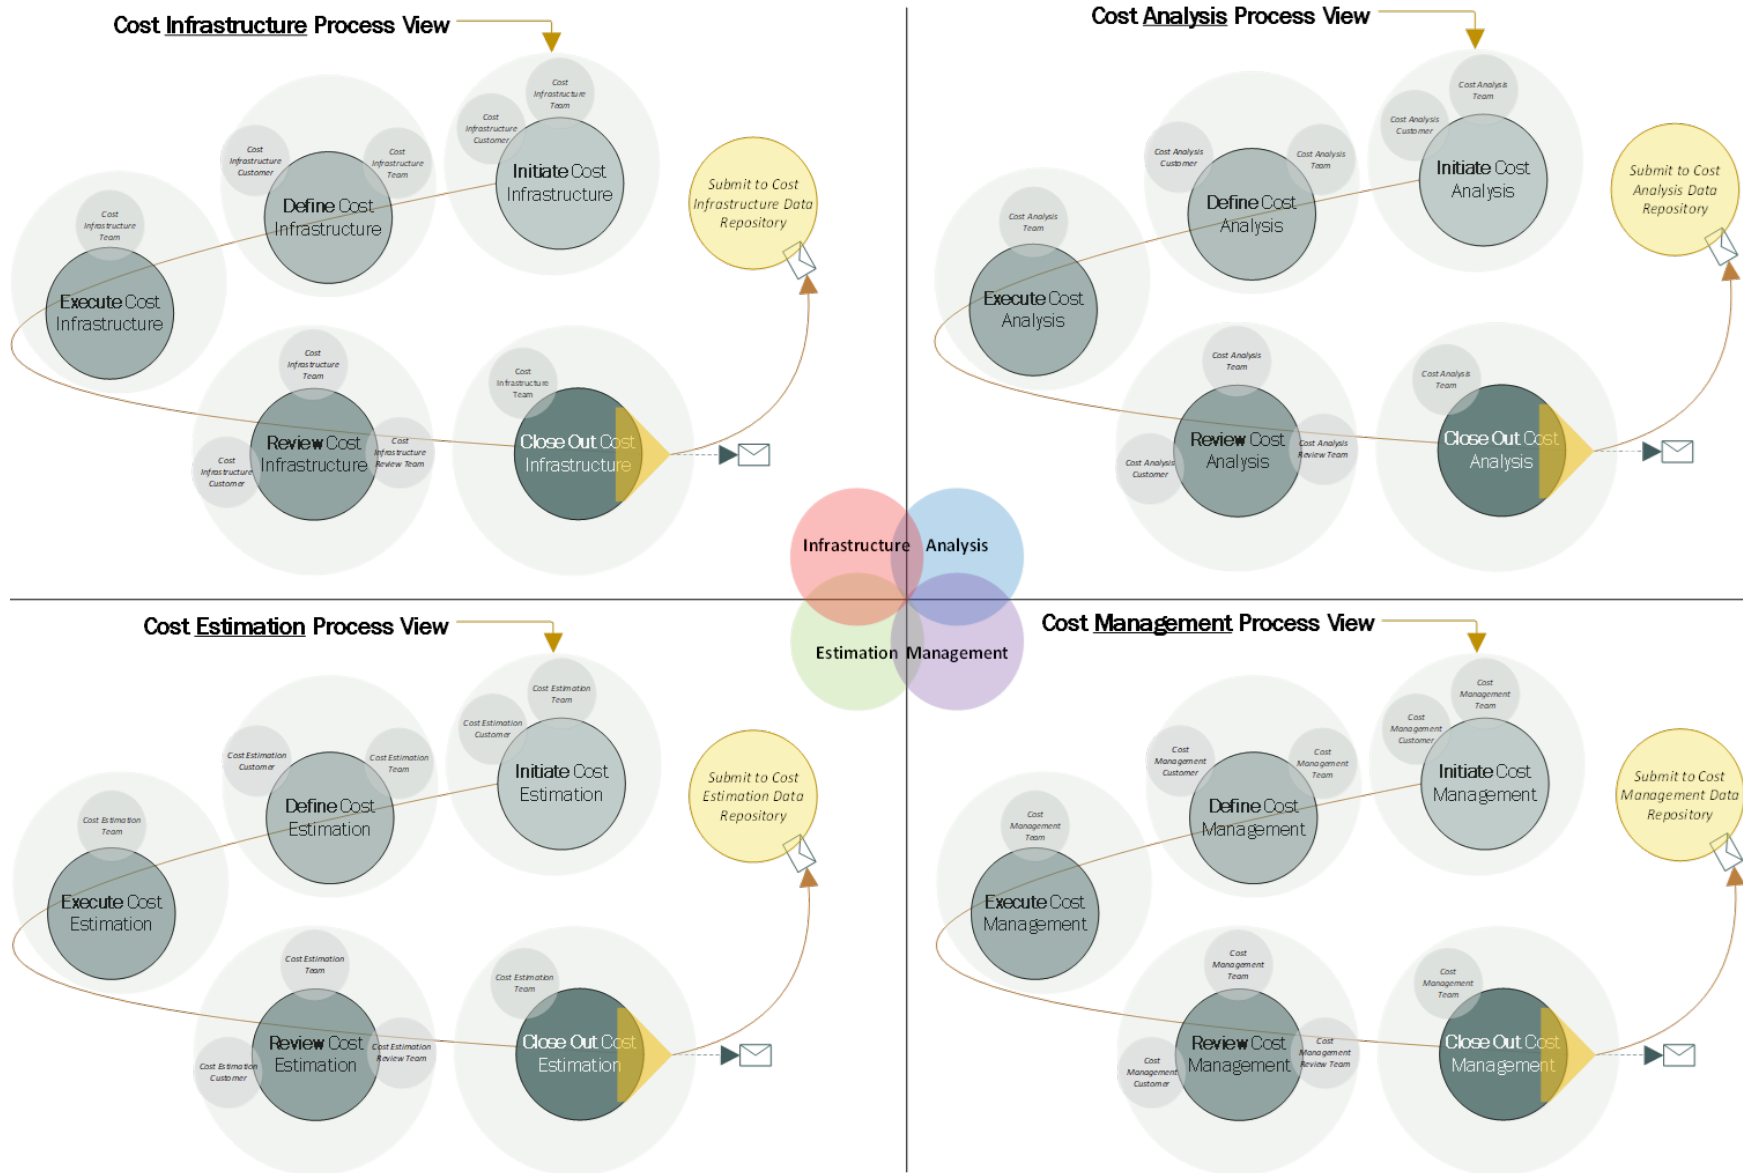 Cost Infrastructure Process View
Cost
Infrastructure
Team
Cost
Infrastructure
Customer
Initiate Cost
Infrastructure
Cost
Infrastructure
Customer
Cost
Infrastructure
Team
Define Cost
Infrastructure
Cost
Infrastructure
Team
Execute Cost
Infrastructure
Cost
Infrastructure
Team
Review Cost
Infrastructure
Cost
Infrastructure
Review Team
Cost
Infrastructure
Customer
Cost
Infrastructure
Team
Close Out Cost
Infrastructure
Submit to Cost
Infrastructure Data
Repository
Cost Analysis Process View
Cost Analysis
Team
Cost Analysis
Customer
Initiate Cost
Analysis
Cost Analysis
Customer
Cost Analysis
Team
Define Cost
Analysis
Cost Analysis
Team
Execute Cost
Analysis
Cost Analysis
Team
Review Cost
Analysis
Cost Analysis
Review Team
Cost Analysis
Customer
Cost Analysis
Team
Close Out Cost
Analysis
Submit to Cost
Analysis Data
Repository
Infrastructure
Analysis
Estimation
Management
Cost Estimation Process View
Cost Estimation
Team
Cost Estimation
Customer
Initiate Cost
Estimation
Cost Estimation
Customer
Cost Estimation
Team
Define Cost
Estimation
Cost Estimation
Team
Execute Cost
Estimation
Cost Estimation
Team
Review Cost
Estimation
Cost Estimation
Review Team
Cost Estimation
Customer
Cost Estimation
Team
Close Out Cost
Estimation
Submit to Cost
Estimation Data
Repository
Cost Management Process View
Cost
Management
Team
Cost
Management
Customer
Initiate Cost
Management
Cost
Management
Customer
Cost
Management
Team
Define Cost
Management
Cost
Management
Team
Execute Cost
Management
Cost
Management
Team
Review Cost
Management
Cost
Management
Review Team
Cost
Management
Customer
Cost
Management
Team
Close Out Cost
Management
Submit to Cost
Management Data
Repository